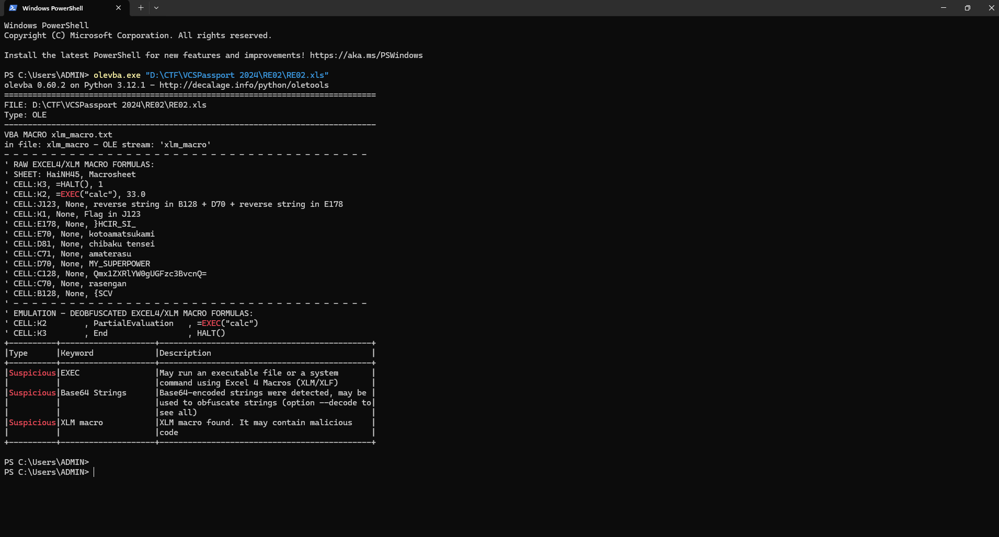 Windows PowerShell
Windows PowerShell
Copyright (C) Microsoft Corporation. All rights reserved.
Install the latest PowerShell for new features and improvements! https://aka.ms/PSWindows
PS C:\Users\ADMIN> olevba.exe "D:\CTF\VCSPassport 2024\RE02\RE02.xls"
olevba 0.60.2 on Python 3.12.1 - http://decalage.info/python/oletools
===============================================================================
FILE: D:\CTF\VCSPassport 2024\RE02\RE02.xls
Type: OLE
-------------------------------------------------------------------------------
VBA MACRO xlm_macro.txt
in file: xlm_macro - OLE stream: 'xlm_macro'
- - - - - - - - - - - - - - - - - - - - - - - - - - - - - - - - - - - - - - -
' RAW EXCEL4/XLM MACRO FORMULAS:
' SHEET: HaiNH45, Macrosheet
' CELL:K3, =HALT(), 1
' CELL:K2, =EXEC("calc"), 33.0
' CELL:J123, None, reverse string in B128 + D70 + reverse string in E178
' CELL:K1, None, Flag in J123
' CELL:E178, None, }HCIR_SI_
' CELL:E70, None, kotoamatsukami
' CELL:D81, None, chibaku tensei
' CELL:C71, None, amaterasu
' CELL:D70, None, MY_SUPERPOWER
' CELL:C128, None, Qmx1ZXRlYW0gUGFzc3BvcnQ=
' CELL:C70, None, rasengan
' CELL:B128, None, {SCV
' - - - - - - - - - - - - - - - - - - - - - - - - - - - - - - - - - - - - - -
' EMULATION - DEOBFUSCATED EXCEL4/XLM MACRO FORMULAS:
' CELL:K2        , PartialEvaluation   , =EXEC("calc")
' CELL:K3        , End                 , HALT()
+----------+--------------------+---------------------------------------------+
|Type      |Keyword             |Description                                  |
+----------+--------------------+---------------------------------------------+
|Suspicious|EXEC                |May run an executable file or a system       |
|          |                    |command using Excel 4 Macros (XLM/XLF)       |
|Suspicious|Base64 Strings      |Base64-encoded strings were detected, may be |
|          |                    |used to obfuscate strings (option --decode to|
|          |                    |see all)                                     |
|Suspicious|XLM macro           |XLM macro found. It may contain malicious    |
|          |                    |code                                         |
+----------+--------------------+---------------------------------------------+
PS C:\Users\ADMIN>
PS C:\Users\ADMIN>